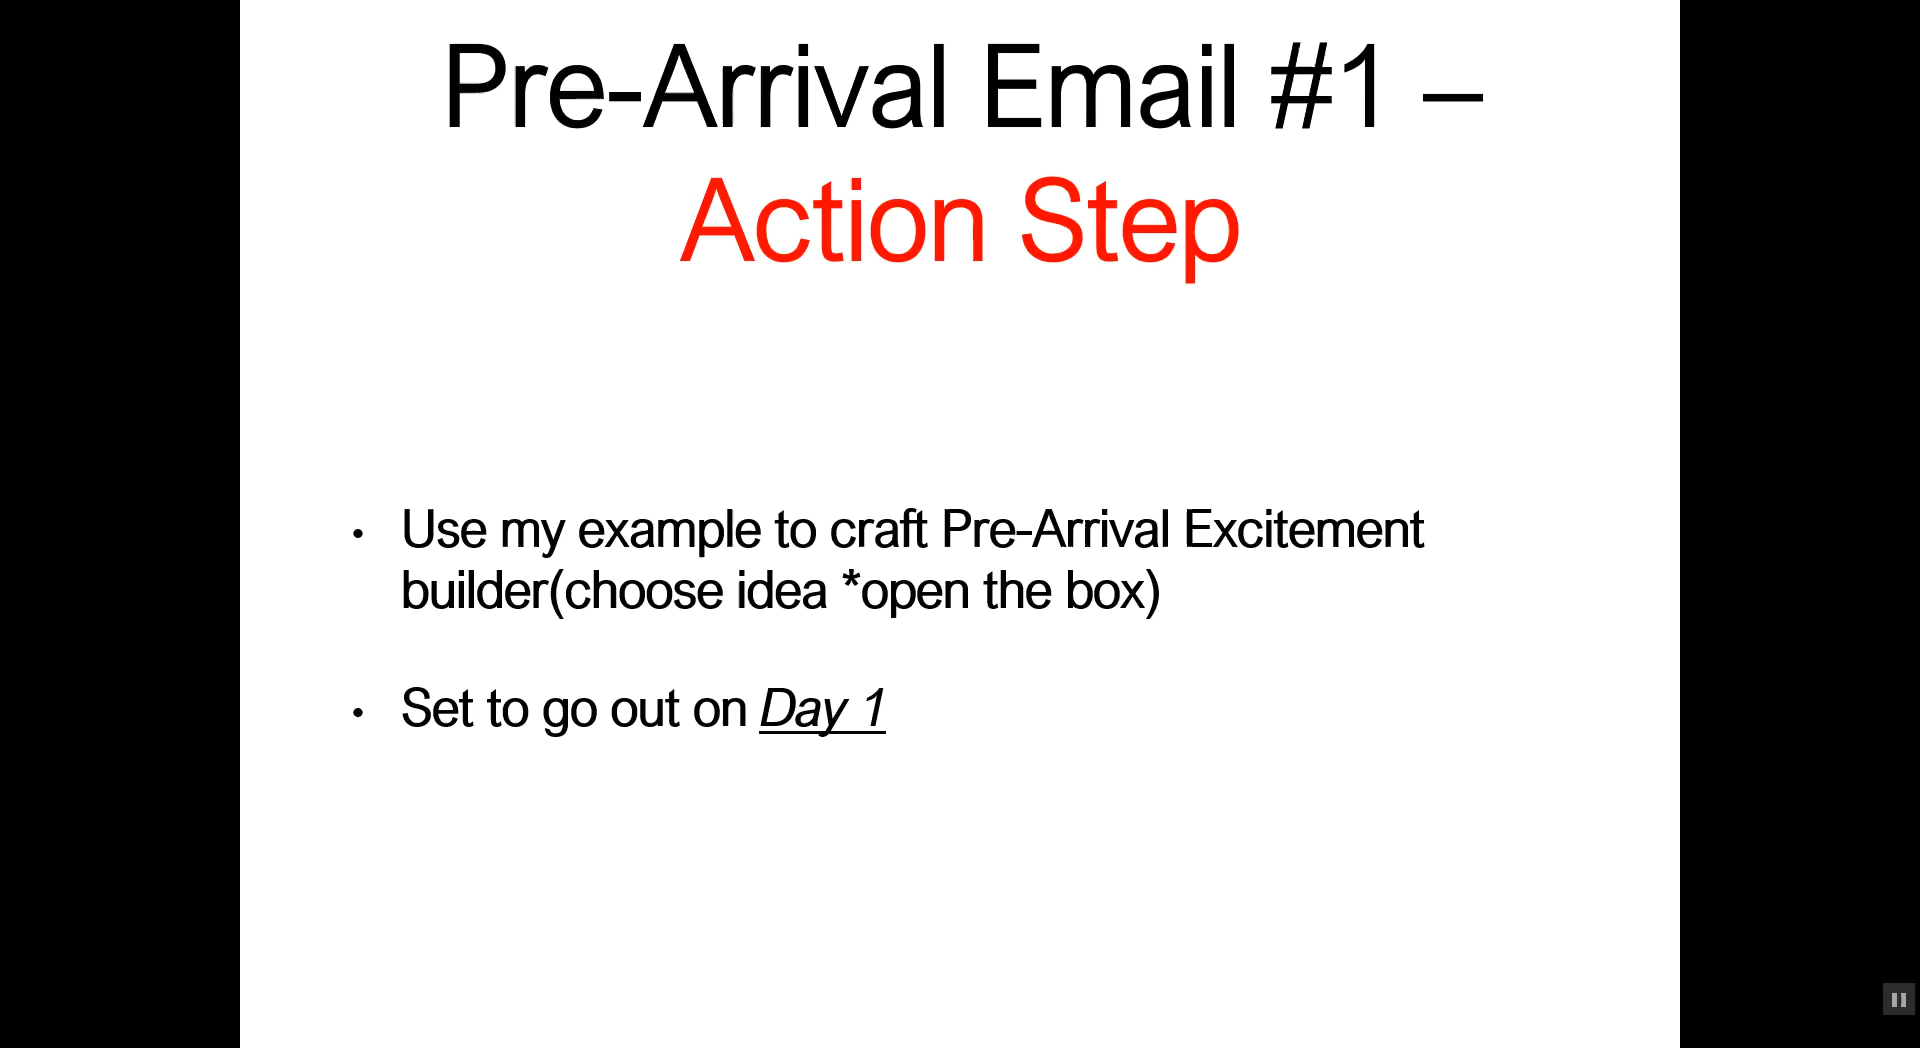 Pre-Arrival Email #1 –
Action Step
• Use my example to craft Pre-Arrival Excitement
builder(choose idea *open the box)
• Set to go out on Day 1